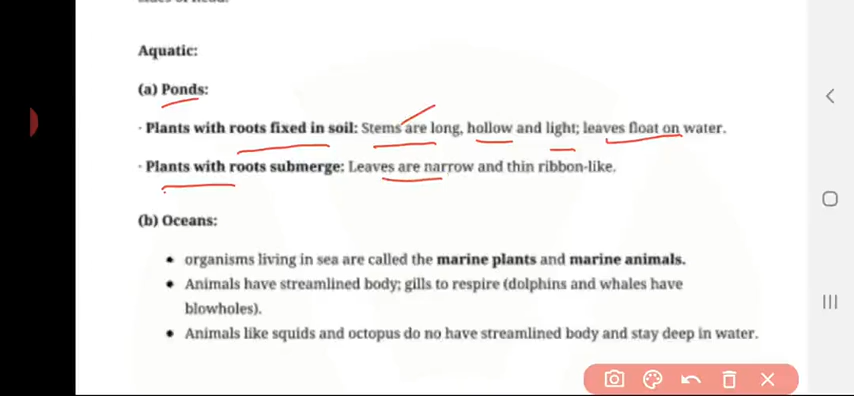 Aquatic:
(a) Ponds:
· Plants with roots fixed in soil: Stems are long, hollow and light; leaves float on water.
· Plants with roots submerge: Leaves are narrow and thin ribbon-like.
(b) Oceans:
• organisms living in sea are called the marine plants and marine animals.
• Animals have streamlined body; gills to respire (dolphins and whales have
blowholes).
• Animals like squids and octopus do no have streamlined body and stay deep in water.